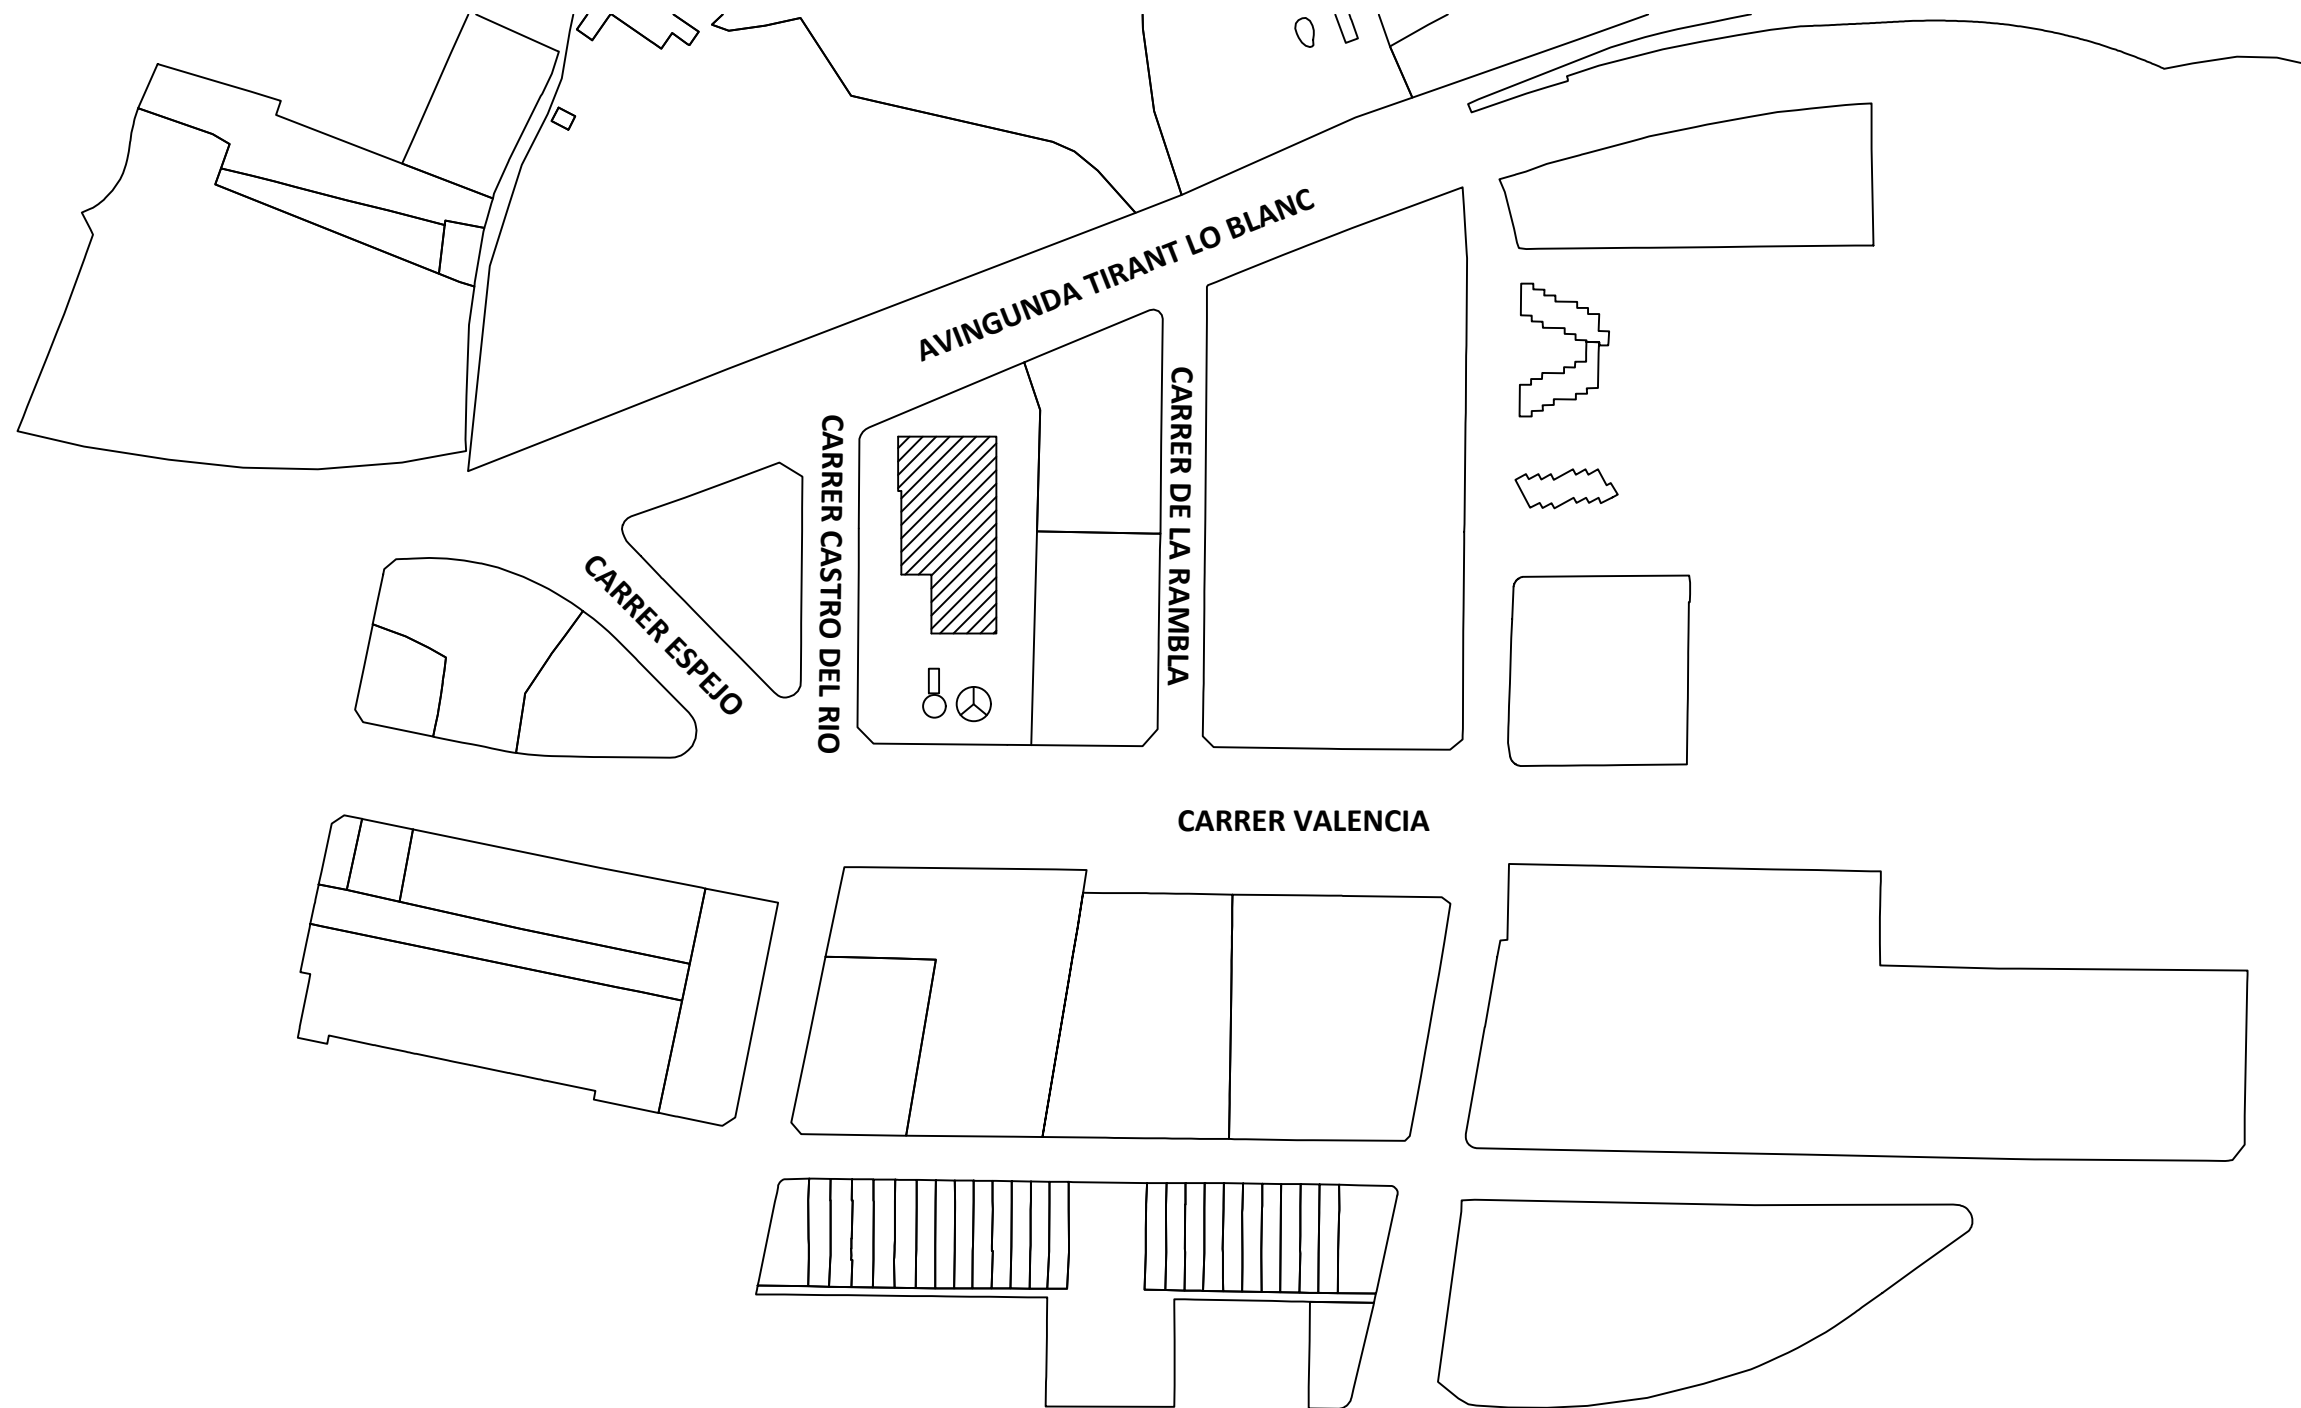 AVINGUNDA TIRANT LO BLANC
CARRER DE LA RAMBLA
CARRER CASTRO DEL RIO
CARRER ESPEJO
CARRER VALENCIA